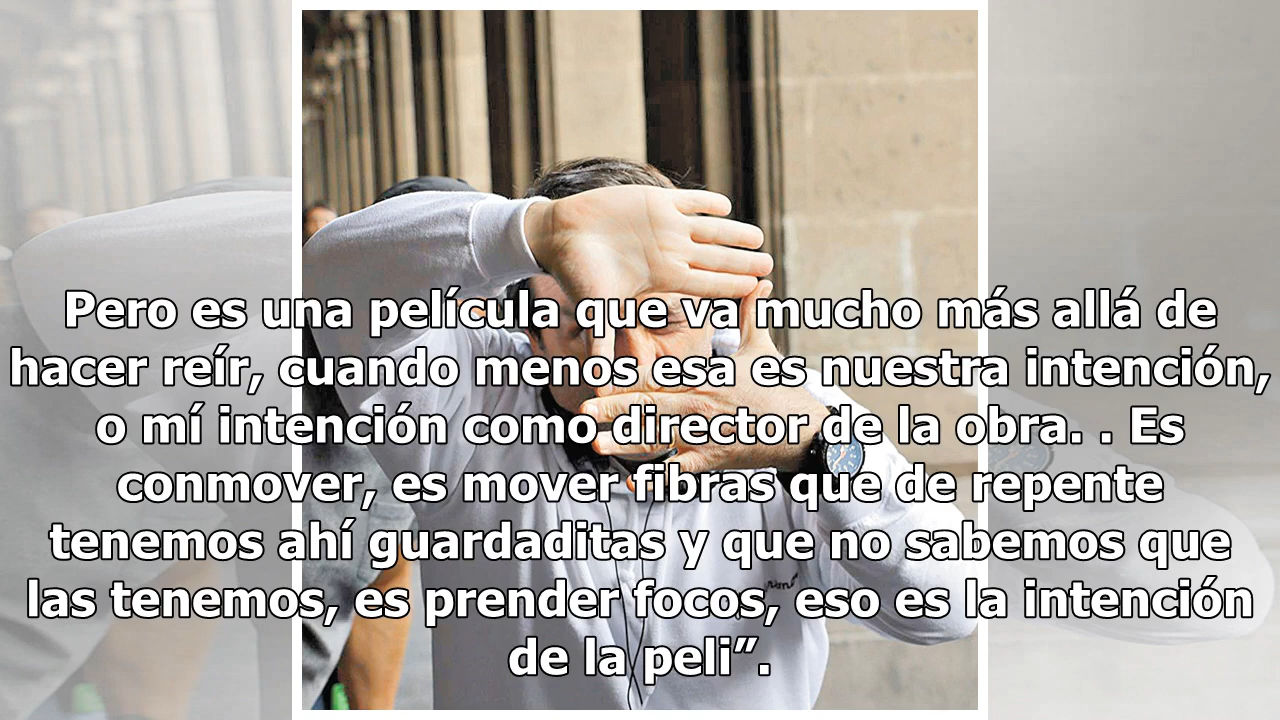 Pero es una película que va mucho más allá de
hacer reír, cuando menos esa es nuestra intención,
o mí intención como director de la obra. . Es
conmover, es mover fibras que de repente
tenemos ahí guardaditas y que no sabemos que
las tenemos, es prender focos, eso es la intención
de la peli”.